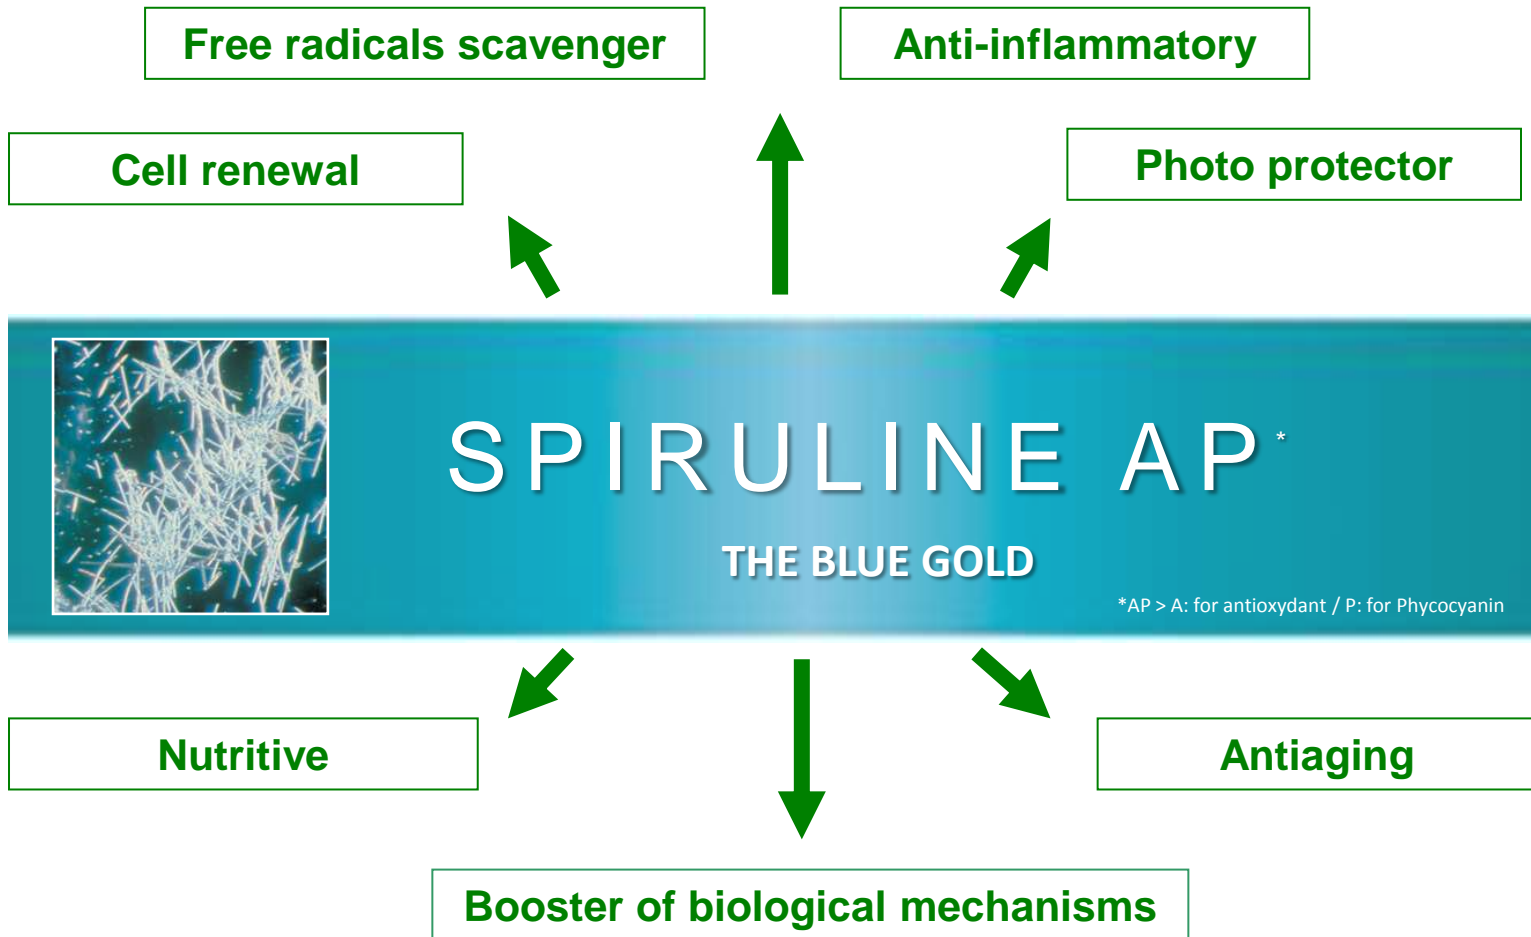 Free radicals scavenger
Anti-inflammatory
Cell renewal
Photo protector
SPIRULINE AP*
THE BLUE GOLD
*AP > A: for antioxydant / P: for Phycocyanin
Nutritive
Antiaging
Booster of biological mechanisms